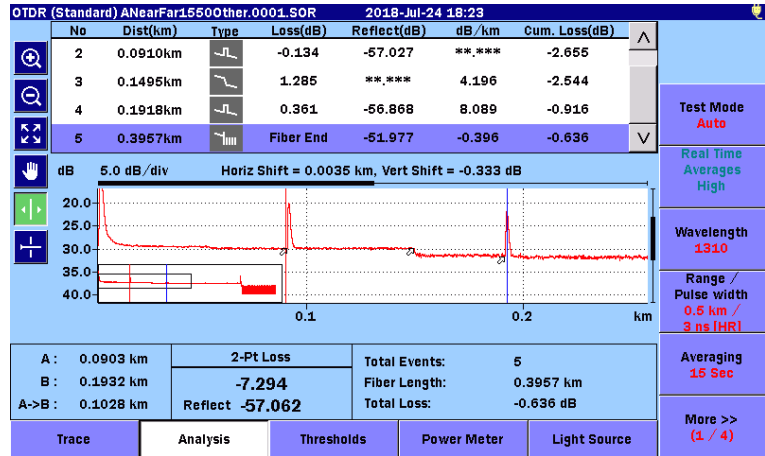 OTDR (Standard) ANearFar1550Other.0001.SOR 2018-Jul-24 18:23
No Dist(km) Type Loss(dB) Reflect(dB) dB/km Cum. Loss(dB)
2 0.0910km -0.134 -57.027 **.*** -2.655
3 0.1495km 1.285 **.*** 4.196 -2.544
4 0.1918km 0.361 -56.868 8.089 -0.916
5 0.3957km Fiber End -51.977 -0.396 -0.636
dB 5.0 dB/div Horiz Shift = 0.0035 km, Vert Shift = -0.333 dB
20.0
25.0
30.0
35.0
40.0
0.1 0.2 km
A: 0.0903 km
B: 0.1932 km
A->B: 0.1028 km
2-Pt Loss
-7.294
Reflect -57.062
Total Events: 5
Fiber Length: 0.3957 km
Total Loss: -0.636 dB
Test Mode
Auto
Real Time
Averages
High
Wavelength
1310
Range /
Pulse width
0.5 km /
3 ns [HR]
Averaging
15 Sec
More >>
(1 / 4)
Trace Analysis Thresholds Power Meter Light Source